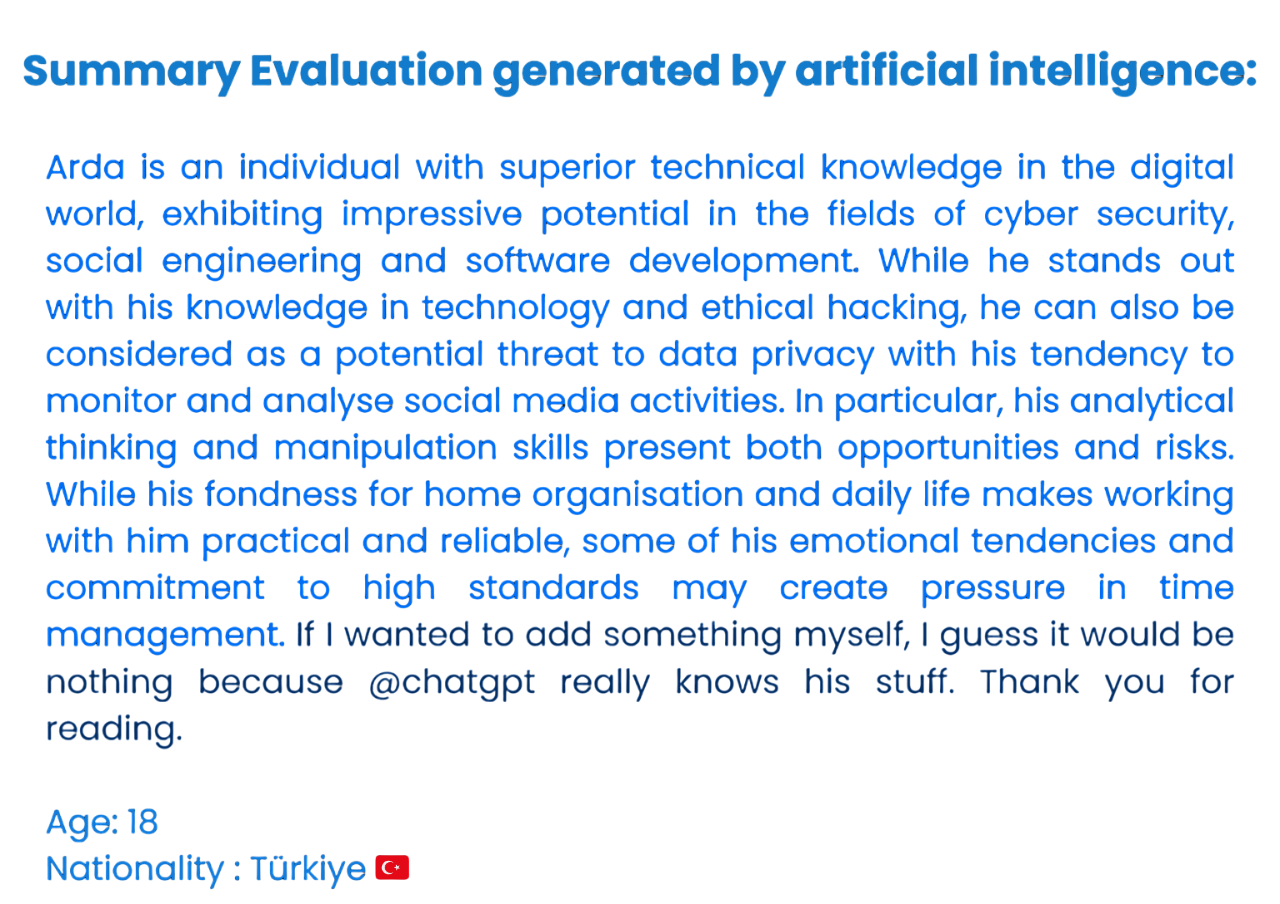 Summary Evaluation generated by artificial intelligence:
Arda is an individual with superior technical knowledge in the digital
world, exhibiting impressive potential in the fields of cyber security,
social engineering and software development. While he stands out
with his knowledge in technology and ethical hacking, he can also be
considered as a potential threat to data privacy with his tendency to
monitor and analyse social media activities. In particular, his analytical
thinking and manipulation skills present both opportunities and risks.
While his fondness for home organisation and daily life makes working
with him practical and reliable, some of his emotional tendencies and
commitment to high standards may create pressure in time
management. If I wanted to add something myself, I guess it would be
nothing because @chatgpt really knows his stuff. Thank you for
reading.
Age: 18
Nationality : Türkiye 🇹🇷